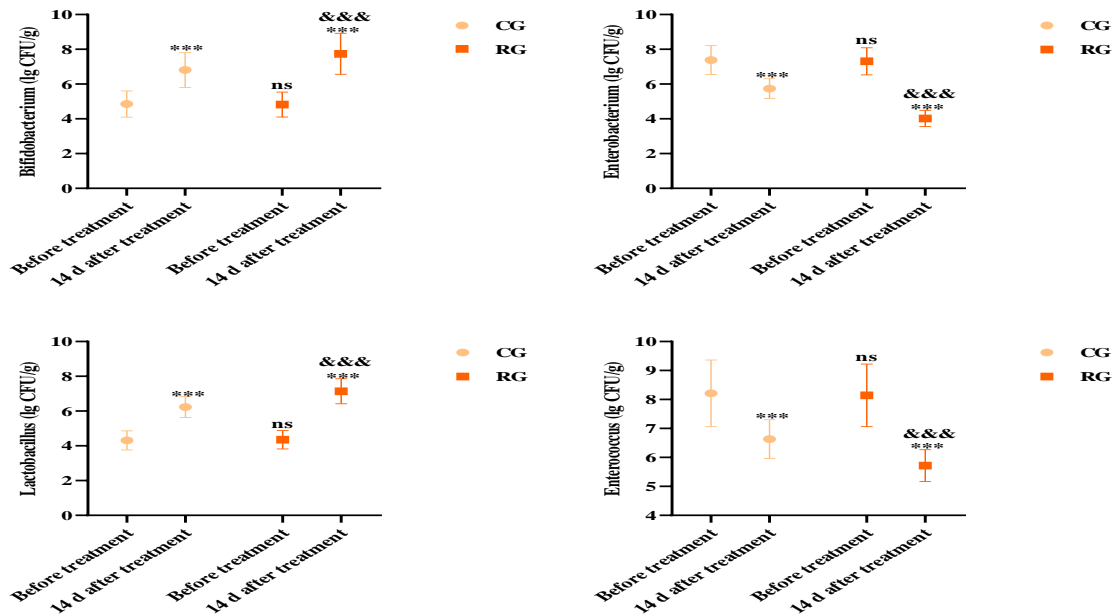 Bifidobacterium (lg CFU/g)
10
8
6
4
2
0
***
ns
&&&
***
Before treatment
14 d after treatment
Before treatment
14 d after treatment
CG
RG
Enterobacterium (lg CFU/g)
10
8
6
4
2
0
***
ns
&&&
***
Before treatment
14 d after treatment
Before treatment
14 d after treatment
CG
RG
Lactobacillus (lg CFU/g)
10
8
6
4
2
0
***
ns
&&&
***
Before treatment
14 d after treatment
Before treatment
14 d after treatment
CG
RG
Enterococcus (lg CFU/g)
10
9
8
7
6
5
4
***
ns
&&&
***
Before treatment
14 d after treatment
Before treatment
14 d after treatment
CG
RG